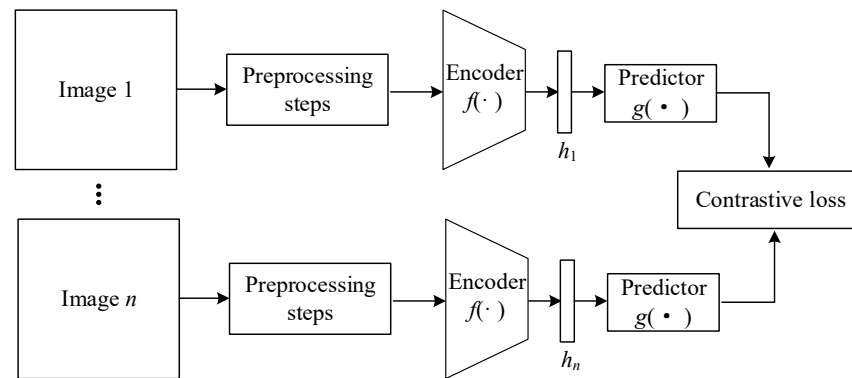 Image 1
Preprocessing
steps
Encoder
f(·)
h₁
Predictor
g(•)
Contrastive loss
Image n
Preprocessing
steps
Encoder
f(·)
hₙ
Predictor
g(•)